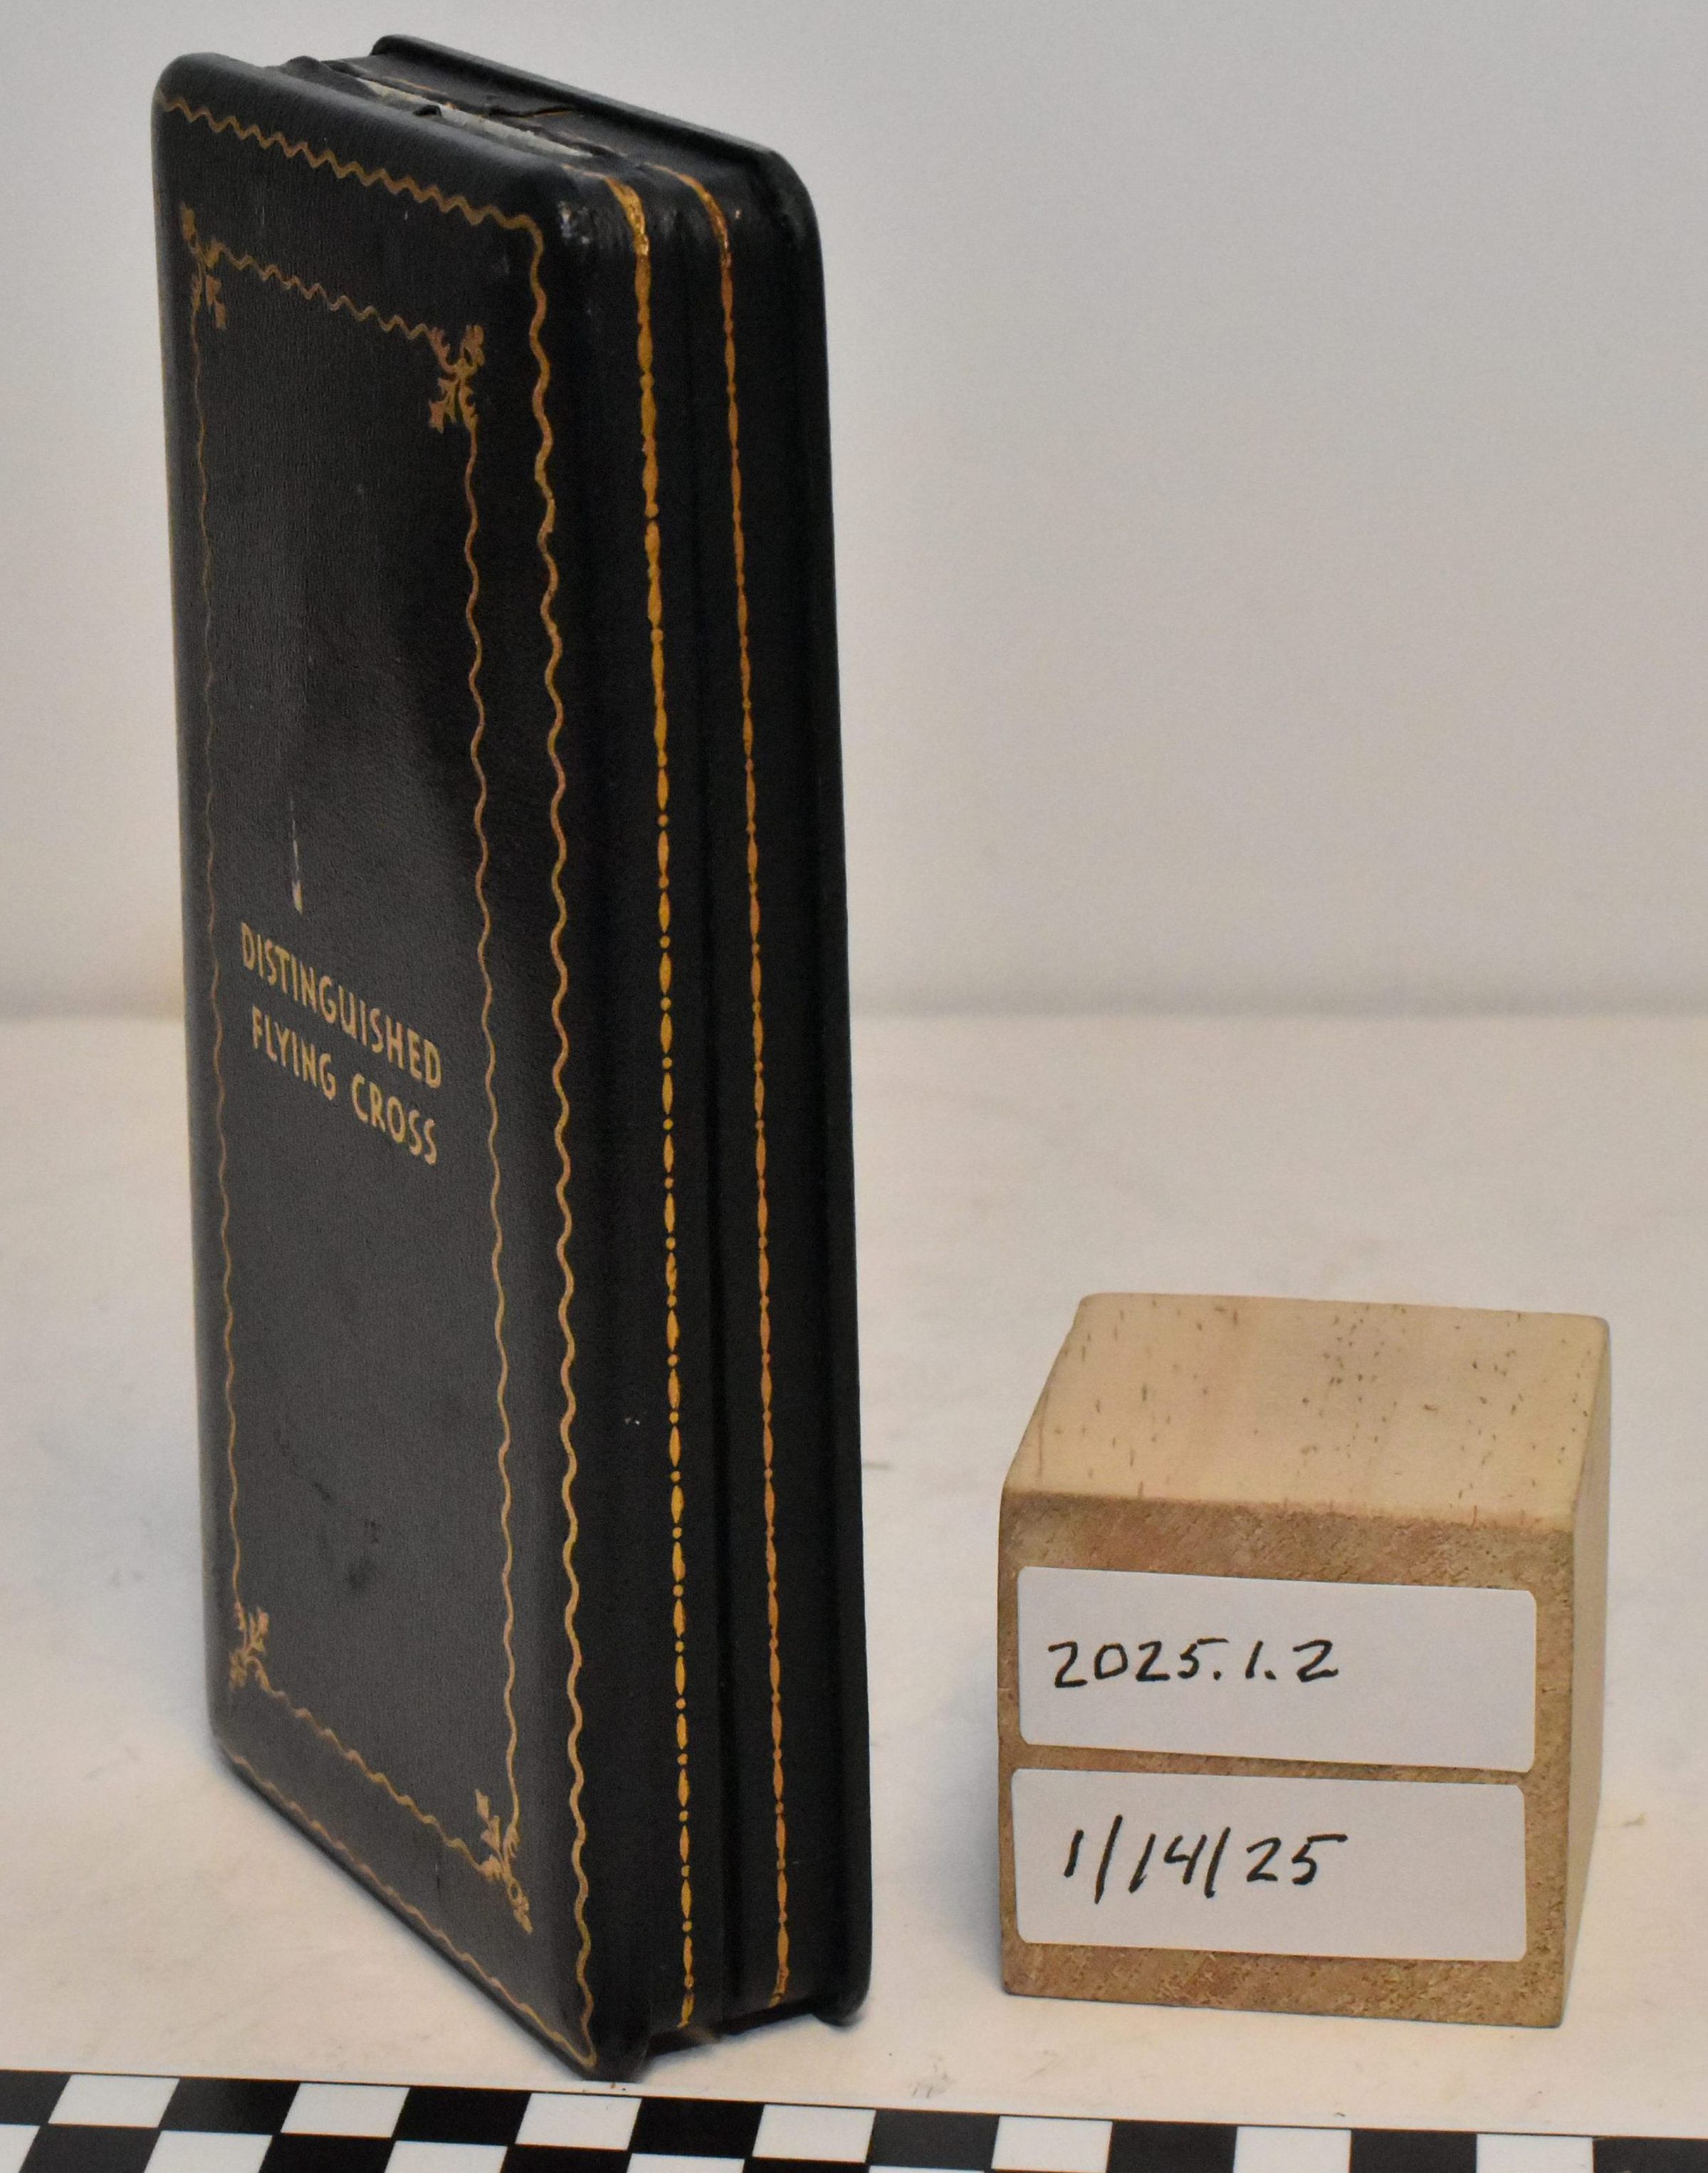 DISTINGUISHED
FLYING CROSS
2025.1.2
1/14/25